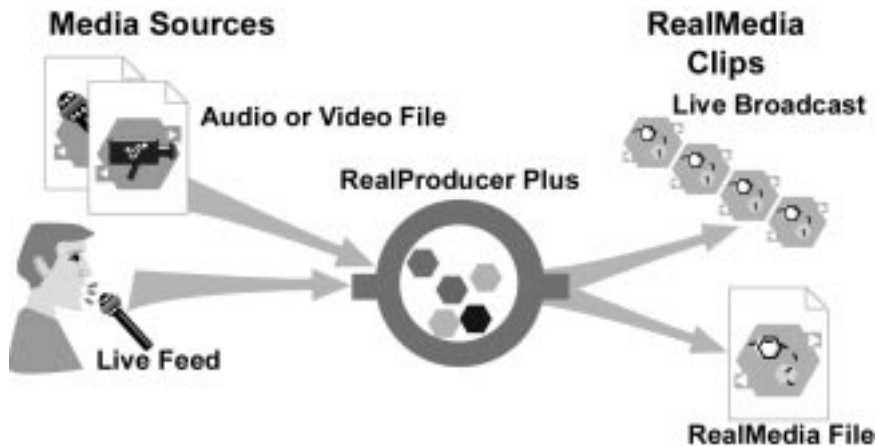 Media Sources
RealMedia
Clips
Audio or Video File
Live Broadcast
RealProducer Plus
Live Feed
RealMedia File